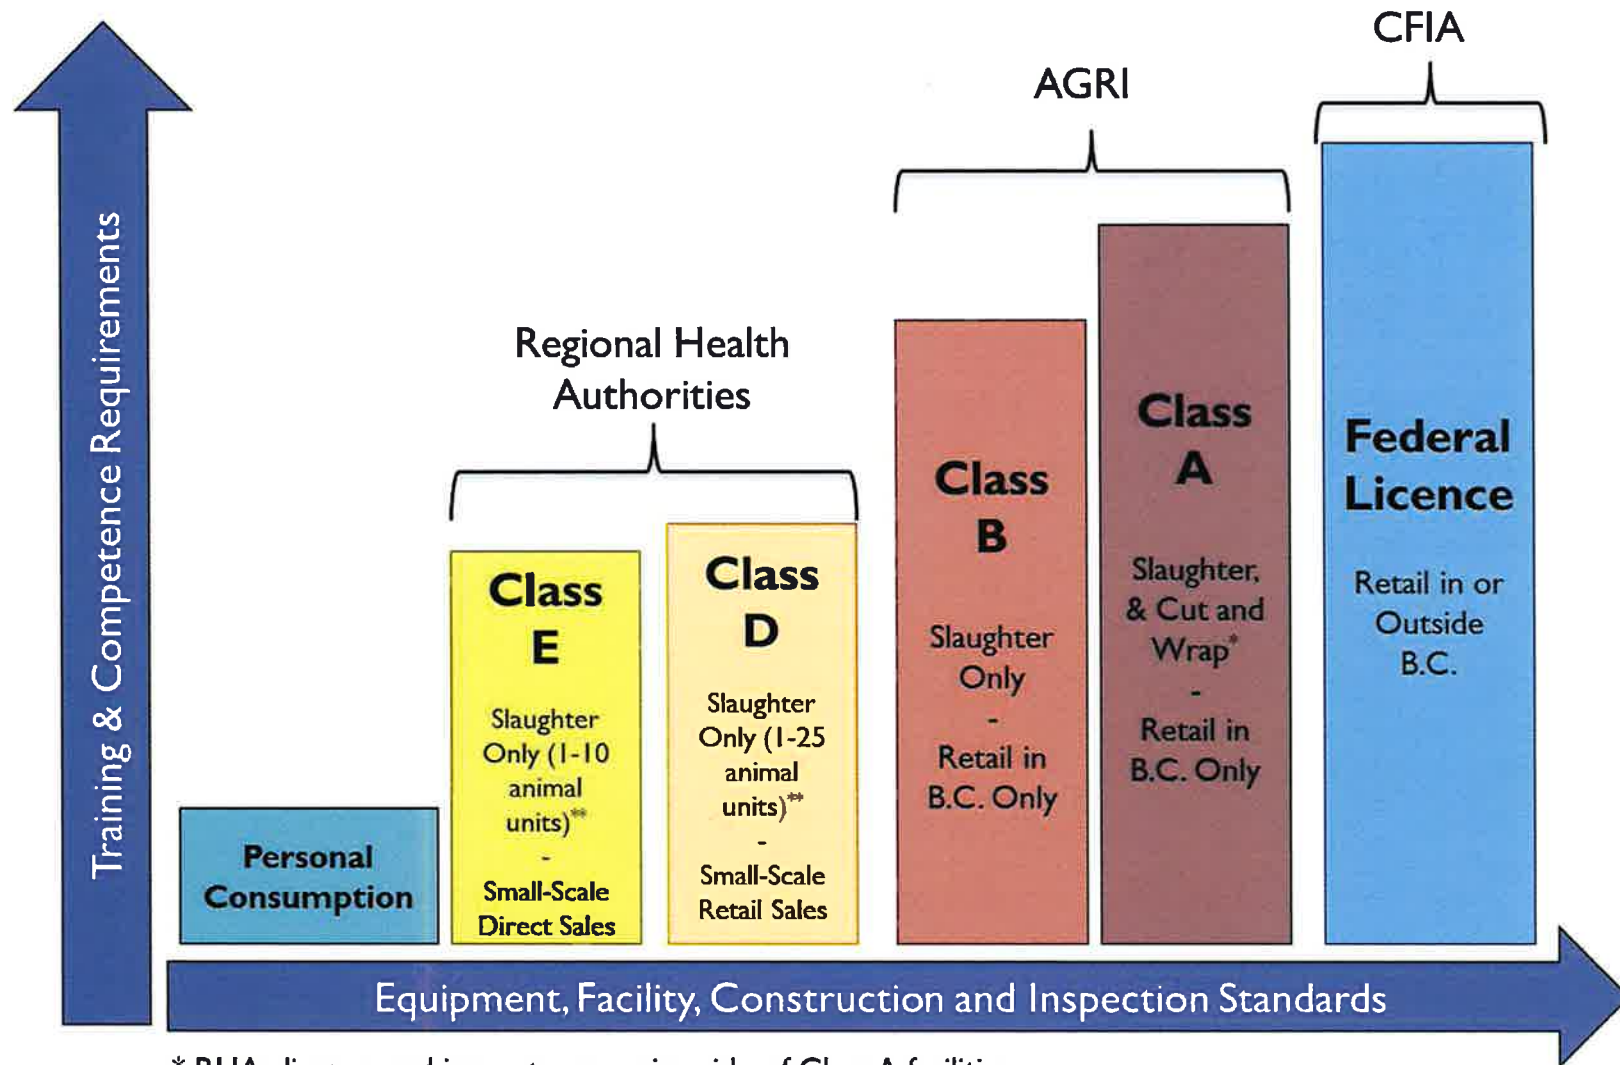 CFIA
AGRI
Regional Health
Authorities
Training & Competence Requirements
Personal
Consumption
Class
E
Slaughter
Only (1-10
animal
units)**
-
Small-Scale
Direct Sales
Class
D
Slaughter
Only (1-25
animal
units)**
-
Small-Scale
Retail Sales
Class
B
Slaughter
Only
-
Retail in
B.C. Only
Class
A
Slaughter,
& Cut and
Wrap*
-
Retail in
B.C. Only
Federal
Licence
Retail in or
Outside
B.C.
Equipment, Facility, Construction and Inspection Standards